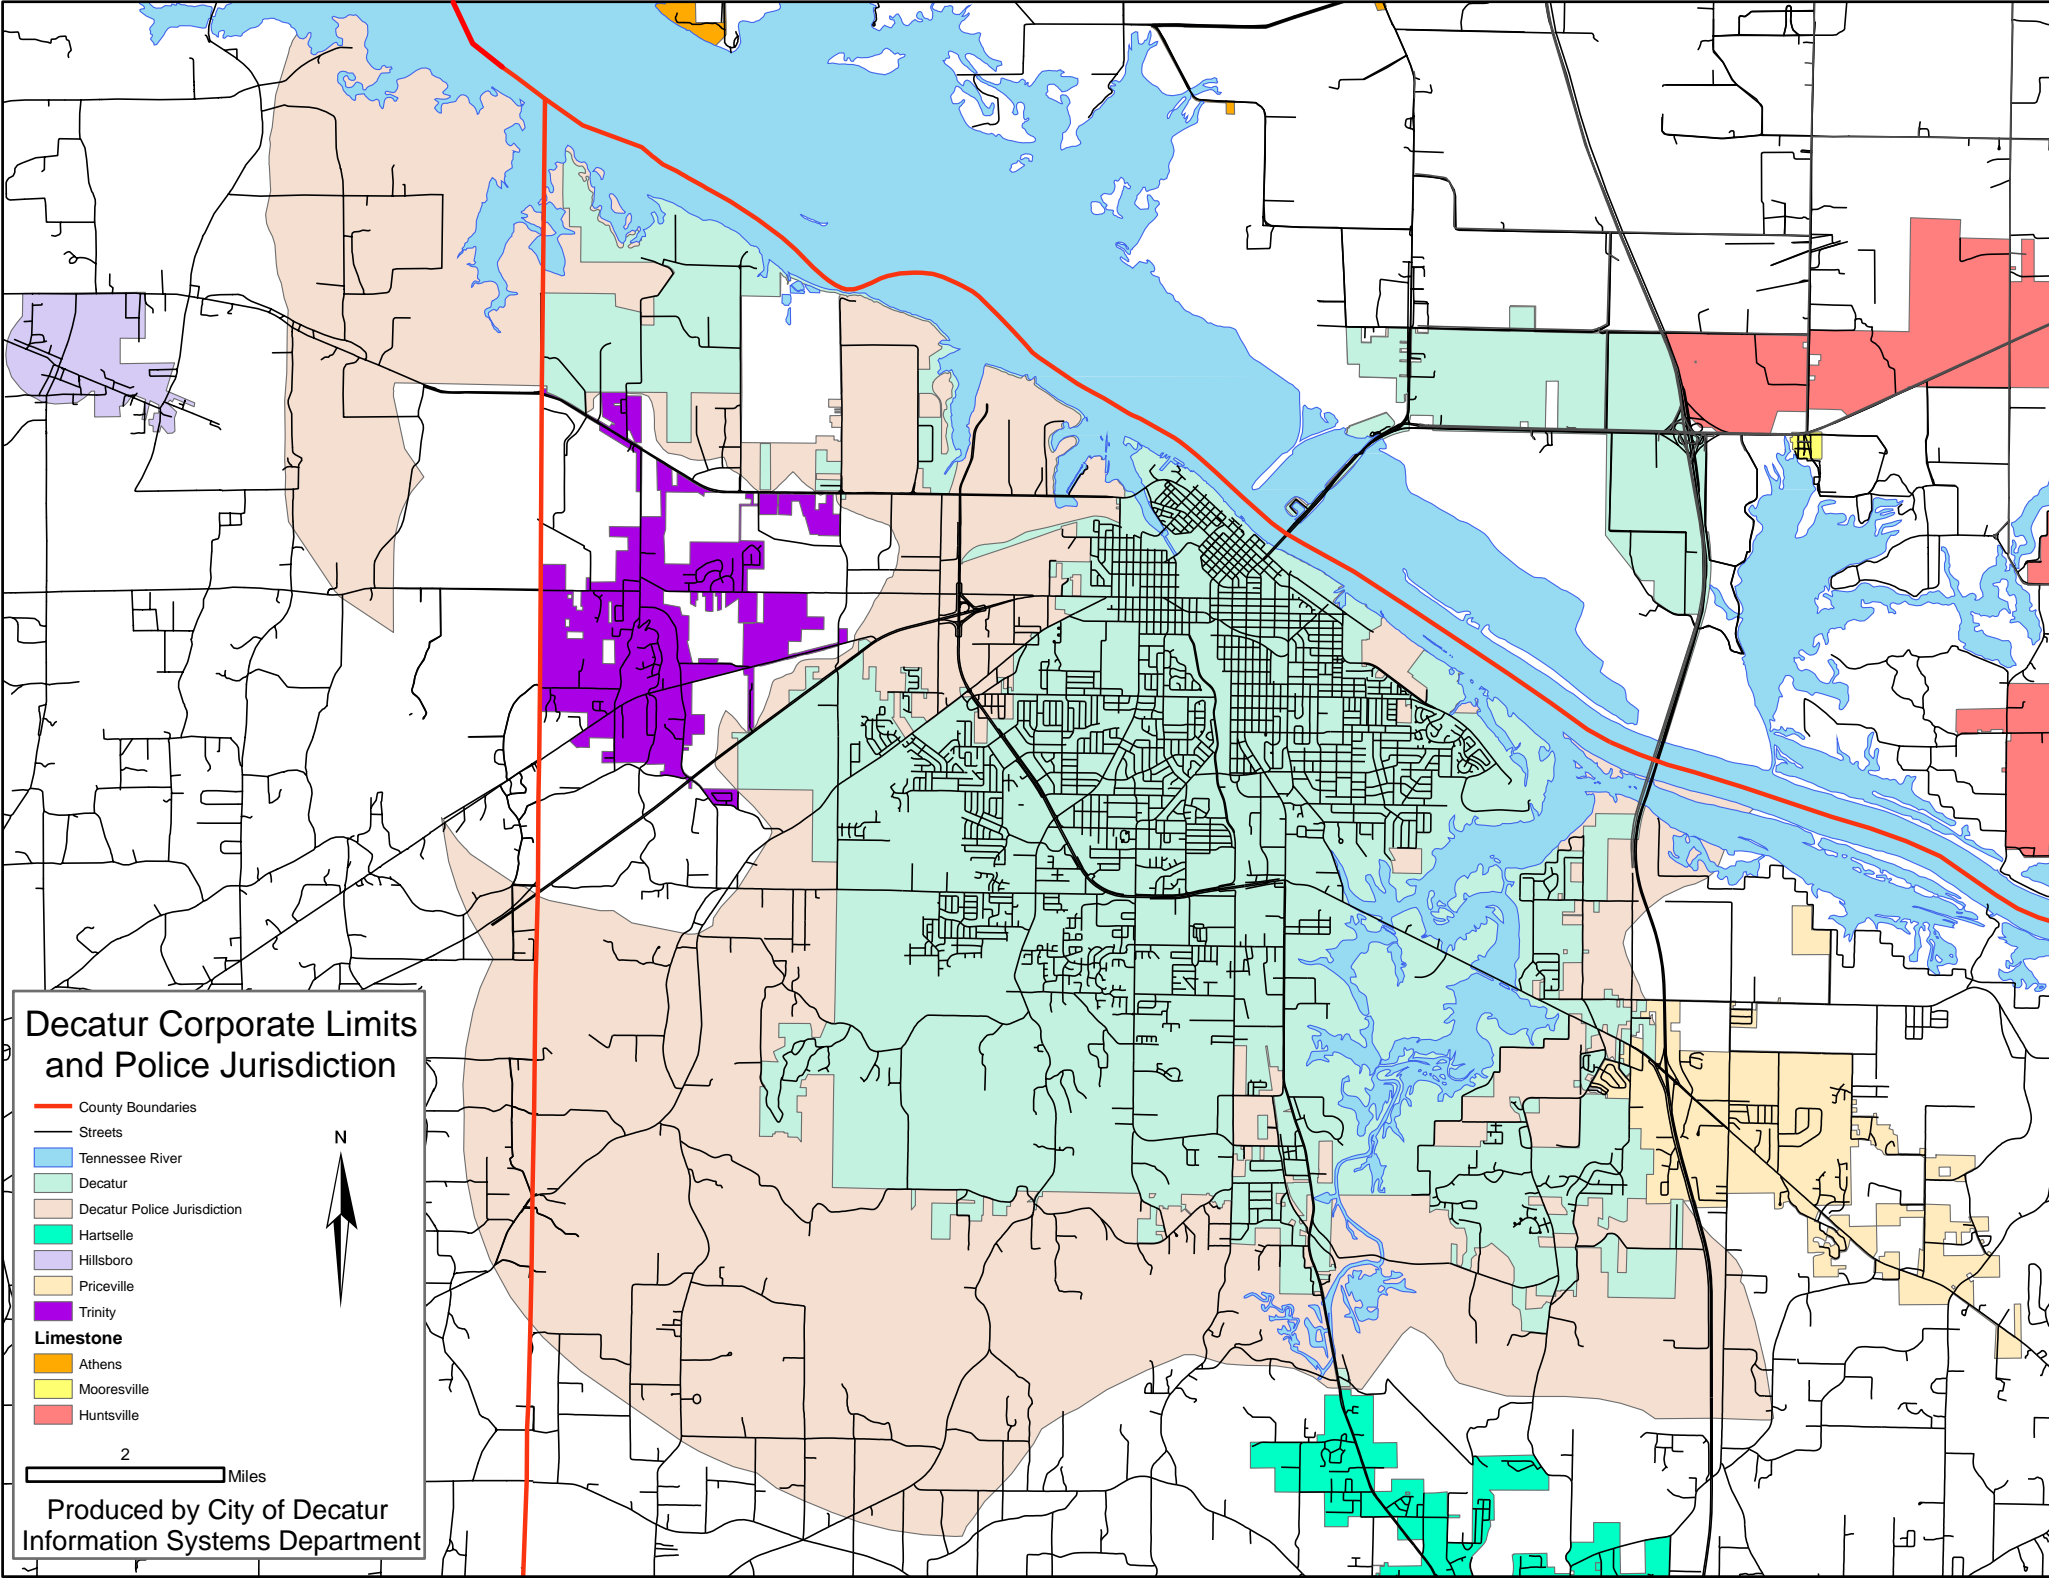 Decatur Corporate Limits
and Police Jurisdiction
County Boundaries
Streets
Tennessee River
Decatur
Decatur Police Jurisdiction
Hartselle
Hillsboro
Priceville
Trinity
Limestone
Athens
Mooresville
Huntsville
N
2
Miles
Produced by City of Decatur
Information Systems Department